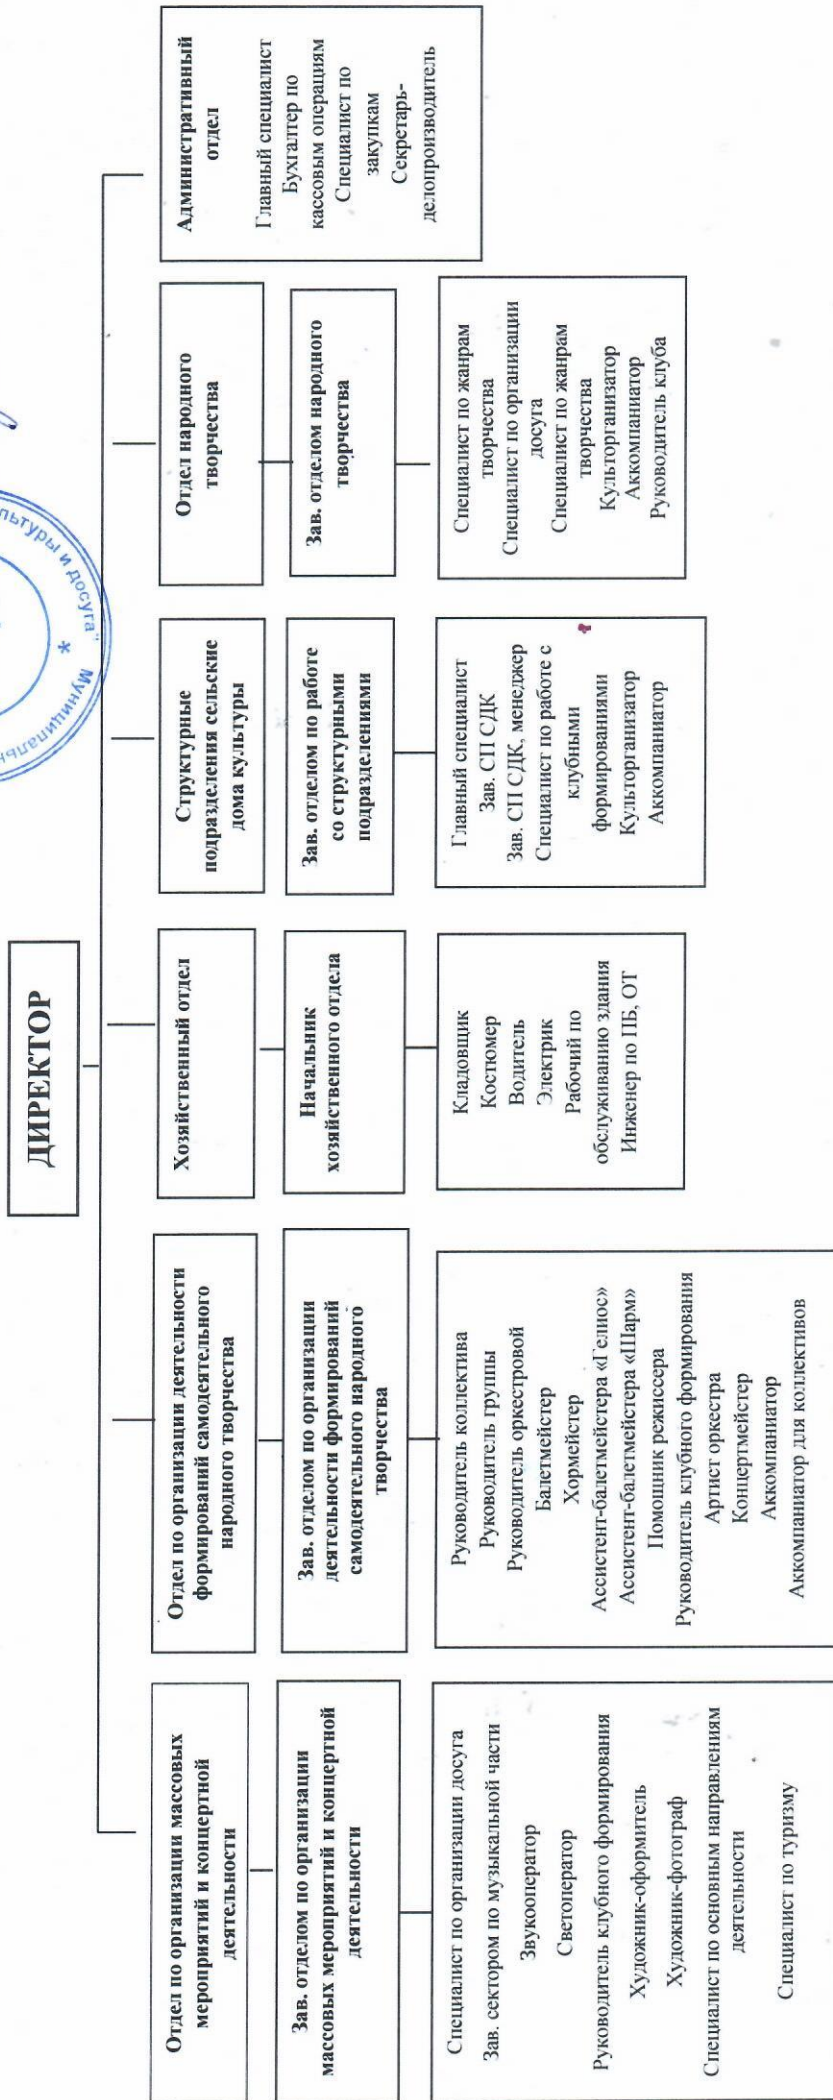 льтуры и досуга" * Муниципальн
ДИРЕКТОР
Отдел по организации массовых
мероприятий и концертной
деятельности
Зав. отделом по организации
массовых мероприятий и концертной
деятельности
Специалист по организации досуга
Зав. сектором по музыкальной части
Звукооператор
Светоператор
Руководитель клубного формирования
Художник-оформитель
Художник-фотограф
Специалист по основным направлениям
деятельности
Специалист по туризму
Отдел по организации деятельности
формирований самодеятельного
народного творчества
Зав. отделом по организации
деятельности формирований
самодеятельного народного
творчества
Руководитель коллектива
Руководитель группы
Руководитель оркестровой
Балетмейстер
Хормейстер
Ассистент-балетмейстера «Гелиос»
Ассистент-балетмейстера «Шарм»
Помощник режиссера
Руководитель клубного формирования
Артист оркестра
Концертмейстер
Аккомпаниатор
Аккомпаниатор для коллективов
Хозяйственный отдел
Начальник
хозяйственного отдела
Кладовщик
Костюмер
Водитель
Электрик
Рабочий по
обслуживанию здания
Инженер по ПБ, ОТ
Структурные
подразделения сельские
дома культуры
Зав. отделом по работе
со структурными
подразделениями
Главный специалист
Зав. СП СДК
Зав. СП СДК, менеджер
Специалист по работе с
клубными
формированиями
Культорганизатор
Аккомпаниатор
Отдел народного
творчества
Зав. отделом народного
творчества
Специалист по жанрам
творчества
Специалист по организации
досуга
Специалист по жанрам
творчества
Культорганизатор
Аккомпаниатор
Руководитель клуба
Административный
отдел
Главный специалист
Бухгалтер по
кассовым операциям
Специалист по
закупкам
Секретарь-
делопроизводитель